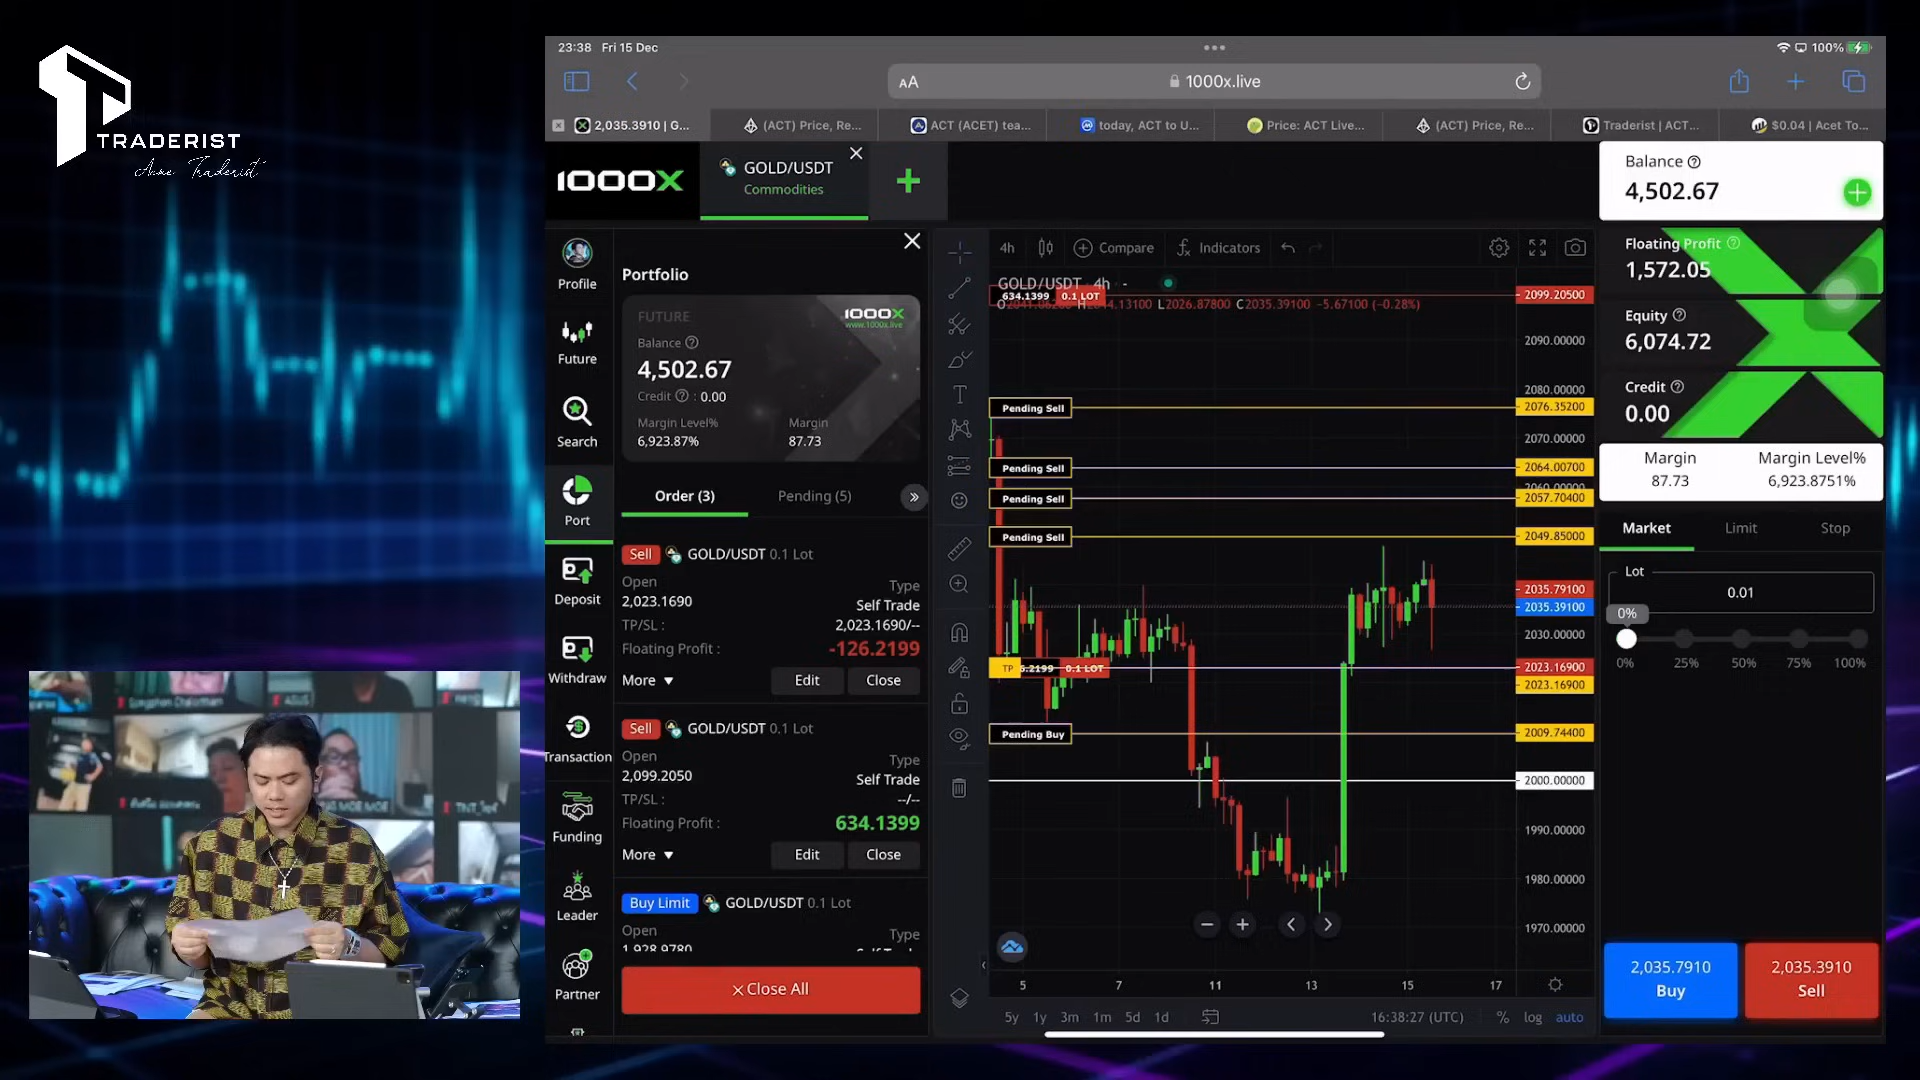 TRADERIST
Acme Traderist
23:38 Fri 15 Dec
100%
AA
1000x.live
2,035.3910 | G...
(ACT) Price, Re...
ACT (ACET) tea...
today, ACT to U...
Price: ACT Live...
(ACT) Price, Re...
Traderist | ACT...
$0.04 | Acet To...
1000X
GOLD/USDT
Commodities
Balance
4,502.67
Floating Profit
1,572.05
Equity
6,074.72
Credit
0.00
Margin
Margin Level%
87.73
6,923.8751%
Market
Limit
Stop
Lot
0.01
0%
0%
25%
50%
75%
100%
2,035.7910
Buy
2,035.3910
Sell
Profile
Future
Search
Port
Deposit
Withdraw
Transaction
Funding
Leader
Partner
Portfolio
FUTURE
1000X
www.1000x.live
Balance
4,502.67
Credit : 0.00
Margin Level%
Margin
6,923.87%
87.73
Order (3)
Pending (5)
Sell GOLD/USDT 0.1 Lot
Open
Type
2,023.1690
Self Trade
TP/SL :
2,023.1690/--
Floating Profit :
-126.2199
More
Edit
Close
Sell GOLD/USDT 0.1 Lot
Open
Type
2,099.2050
Self Trade
TP/SL :
--/--
Floating Profit :
634.1399
More
Edit
Close
Buy Limit GOLD/USDT 0.1 Lot
Open
Type
1,928.9780
Self Trade
Close All
4h
Compare
Indicators
GOLD/USDT 4h -
634.1399 0.1 LOT
L2026.87800 C2035.39100 -5.67100 (-0.28%)
2099.20500
2090.00000
2080.00000
Pending Sell
2076.35200
2070.00000
Pending Sell
2064.00700
2060.00000
Pending Sell
2057.70400
Pending Sell
2049.85000
2035.79100
2035.39100
2030.00000
TP 6.2199 0.1 LOT
2023.16900
2023.16900
Pending Buy
2009.74400
2000.00000
1990.00000
1980.00000
1970.00000
5
7
11
13
15
17
5y 1y 3m 1m 5d 1d
16:38:27 (UTC)
% log auto